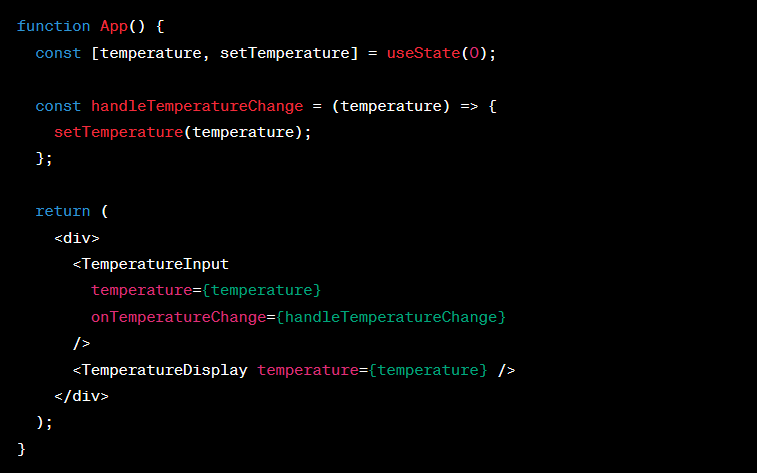 function App() {
  const [temperature, setTemperature] = useState(0);

  const handleTemperatureChange = (temperature) => {
    setTemperature(temperature);
  };

  return (
    <div>
      <TemperatureInput
        temperature={temperature}
        onTemperatureChange={handleTemperatureChange}
      />
      <TemperatureDisplay temperature={temperature} />
    </div>
  );
}